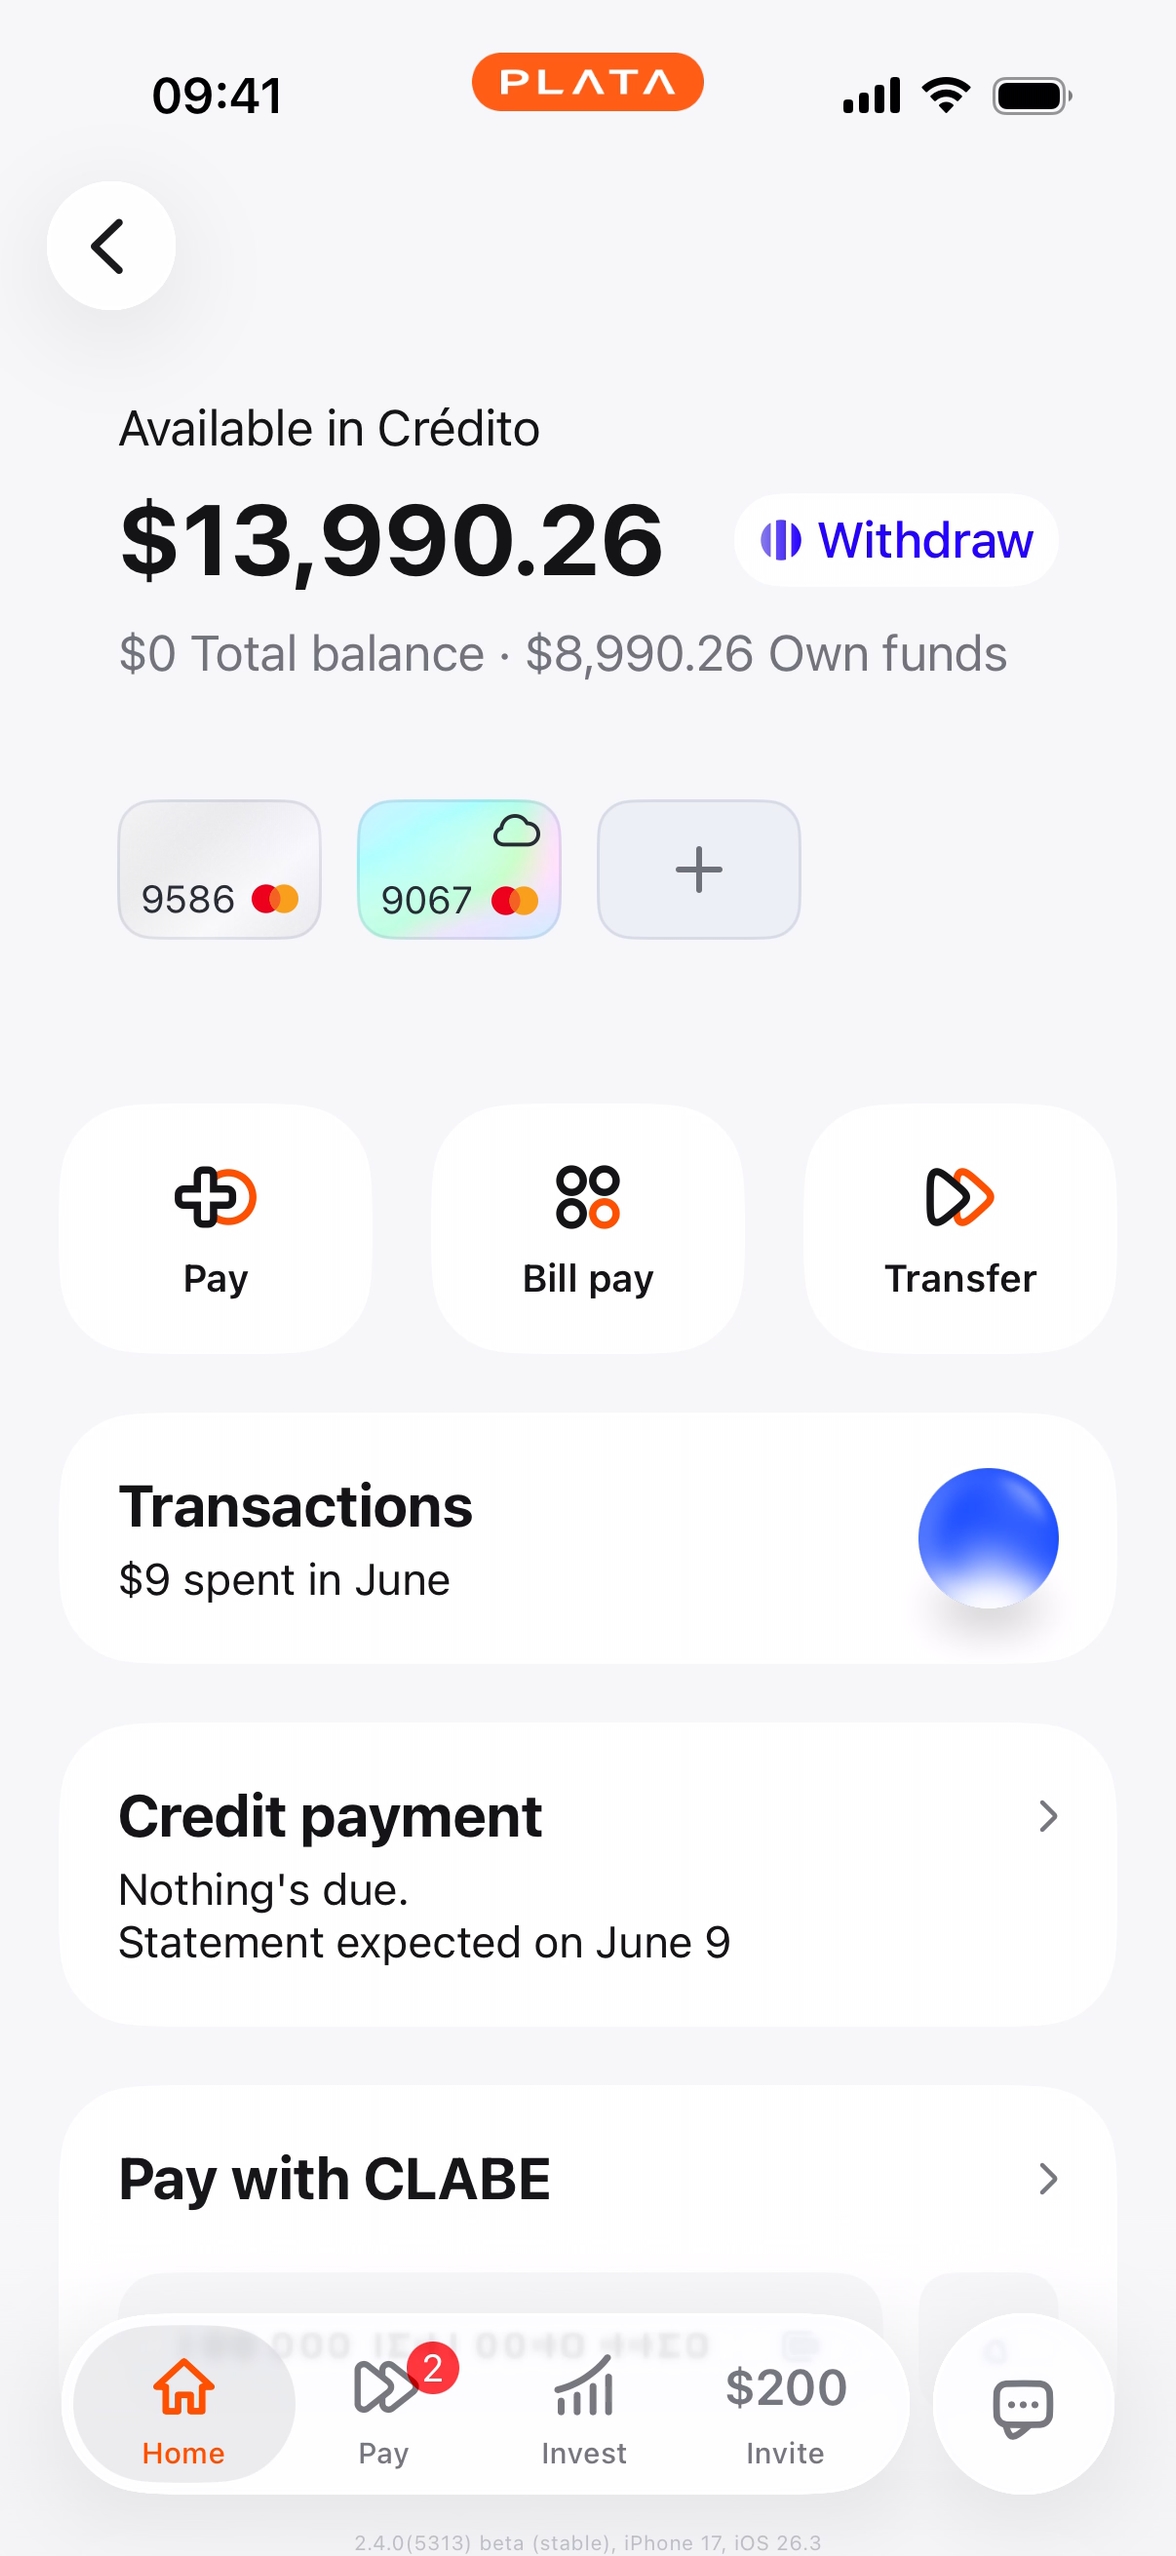 09:41
PLATA
Available in Crédito
$13,990.26
Withdraw
$0 Total balance · $8,990.26 Own funds
9586
9067
Pay
Bill pay
Transfer
Transactions
$9 spent in June
Credit payment
Nothing's due.
Statement expected on June 9
Pay with CLABE
2
$200
Home
Pay
Invest
Invite
2.4.0(5313) beta (stable), iPhone 17, iOS 26.3